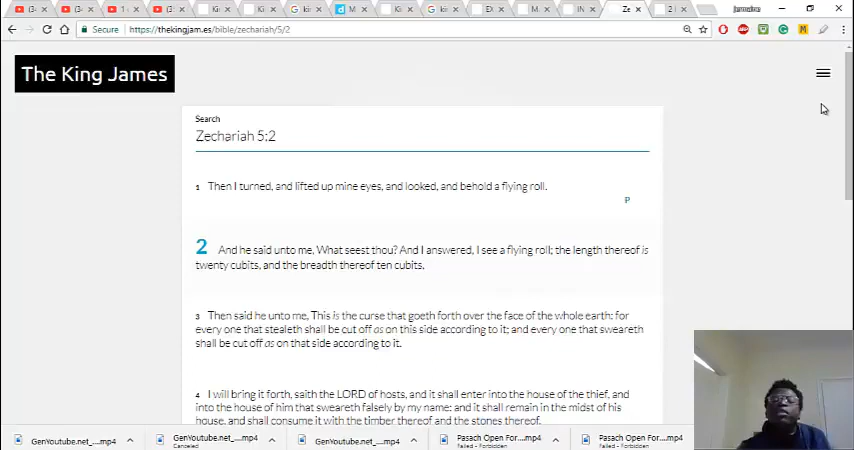 Secure
https://thekingjam.es/bible/zechariah/5/2
The King James
Search
Zechariah 5:2
1 Then I turned, and lifted up mine eyes, and looked, and behold a flying roll.
P
2 And he said unto me, What seest thou? And I answered, I see a flying roll; the length thereof is
twenty cubits, and the breadth thereof ten cubits.
3 Then said he unto me, This is the curse that goeth forth over the face of the whole earth: for
every one that stealeth shall be cut off as on this side according to it; and every one that sweareth
shall be cut off as on that side according to it.
4 I will bring it forth, saith the LORD of hosts, and it shall enter into the house of the thief, and
into the house of him that sweareth falsely by my name: and it shall remain in the midst of his
house, and shall consume it with the timber thereof and the stones thereof.
GenYoutube.net_....mp4
GenYoutube.net_....mp4
Canceled
GenYoutube.net_....mp4
Pasach Open For....mp4
Failed - Forbidden
Pasach Open For....mp4
Failed - Forbidden